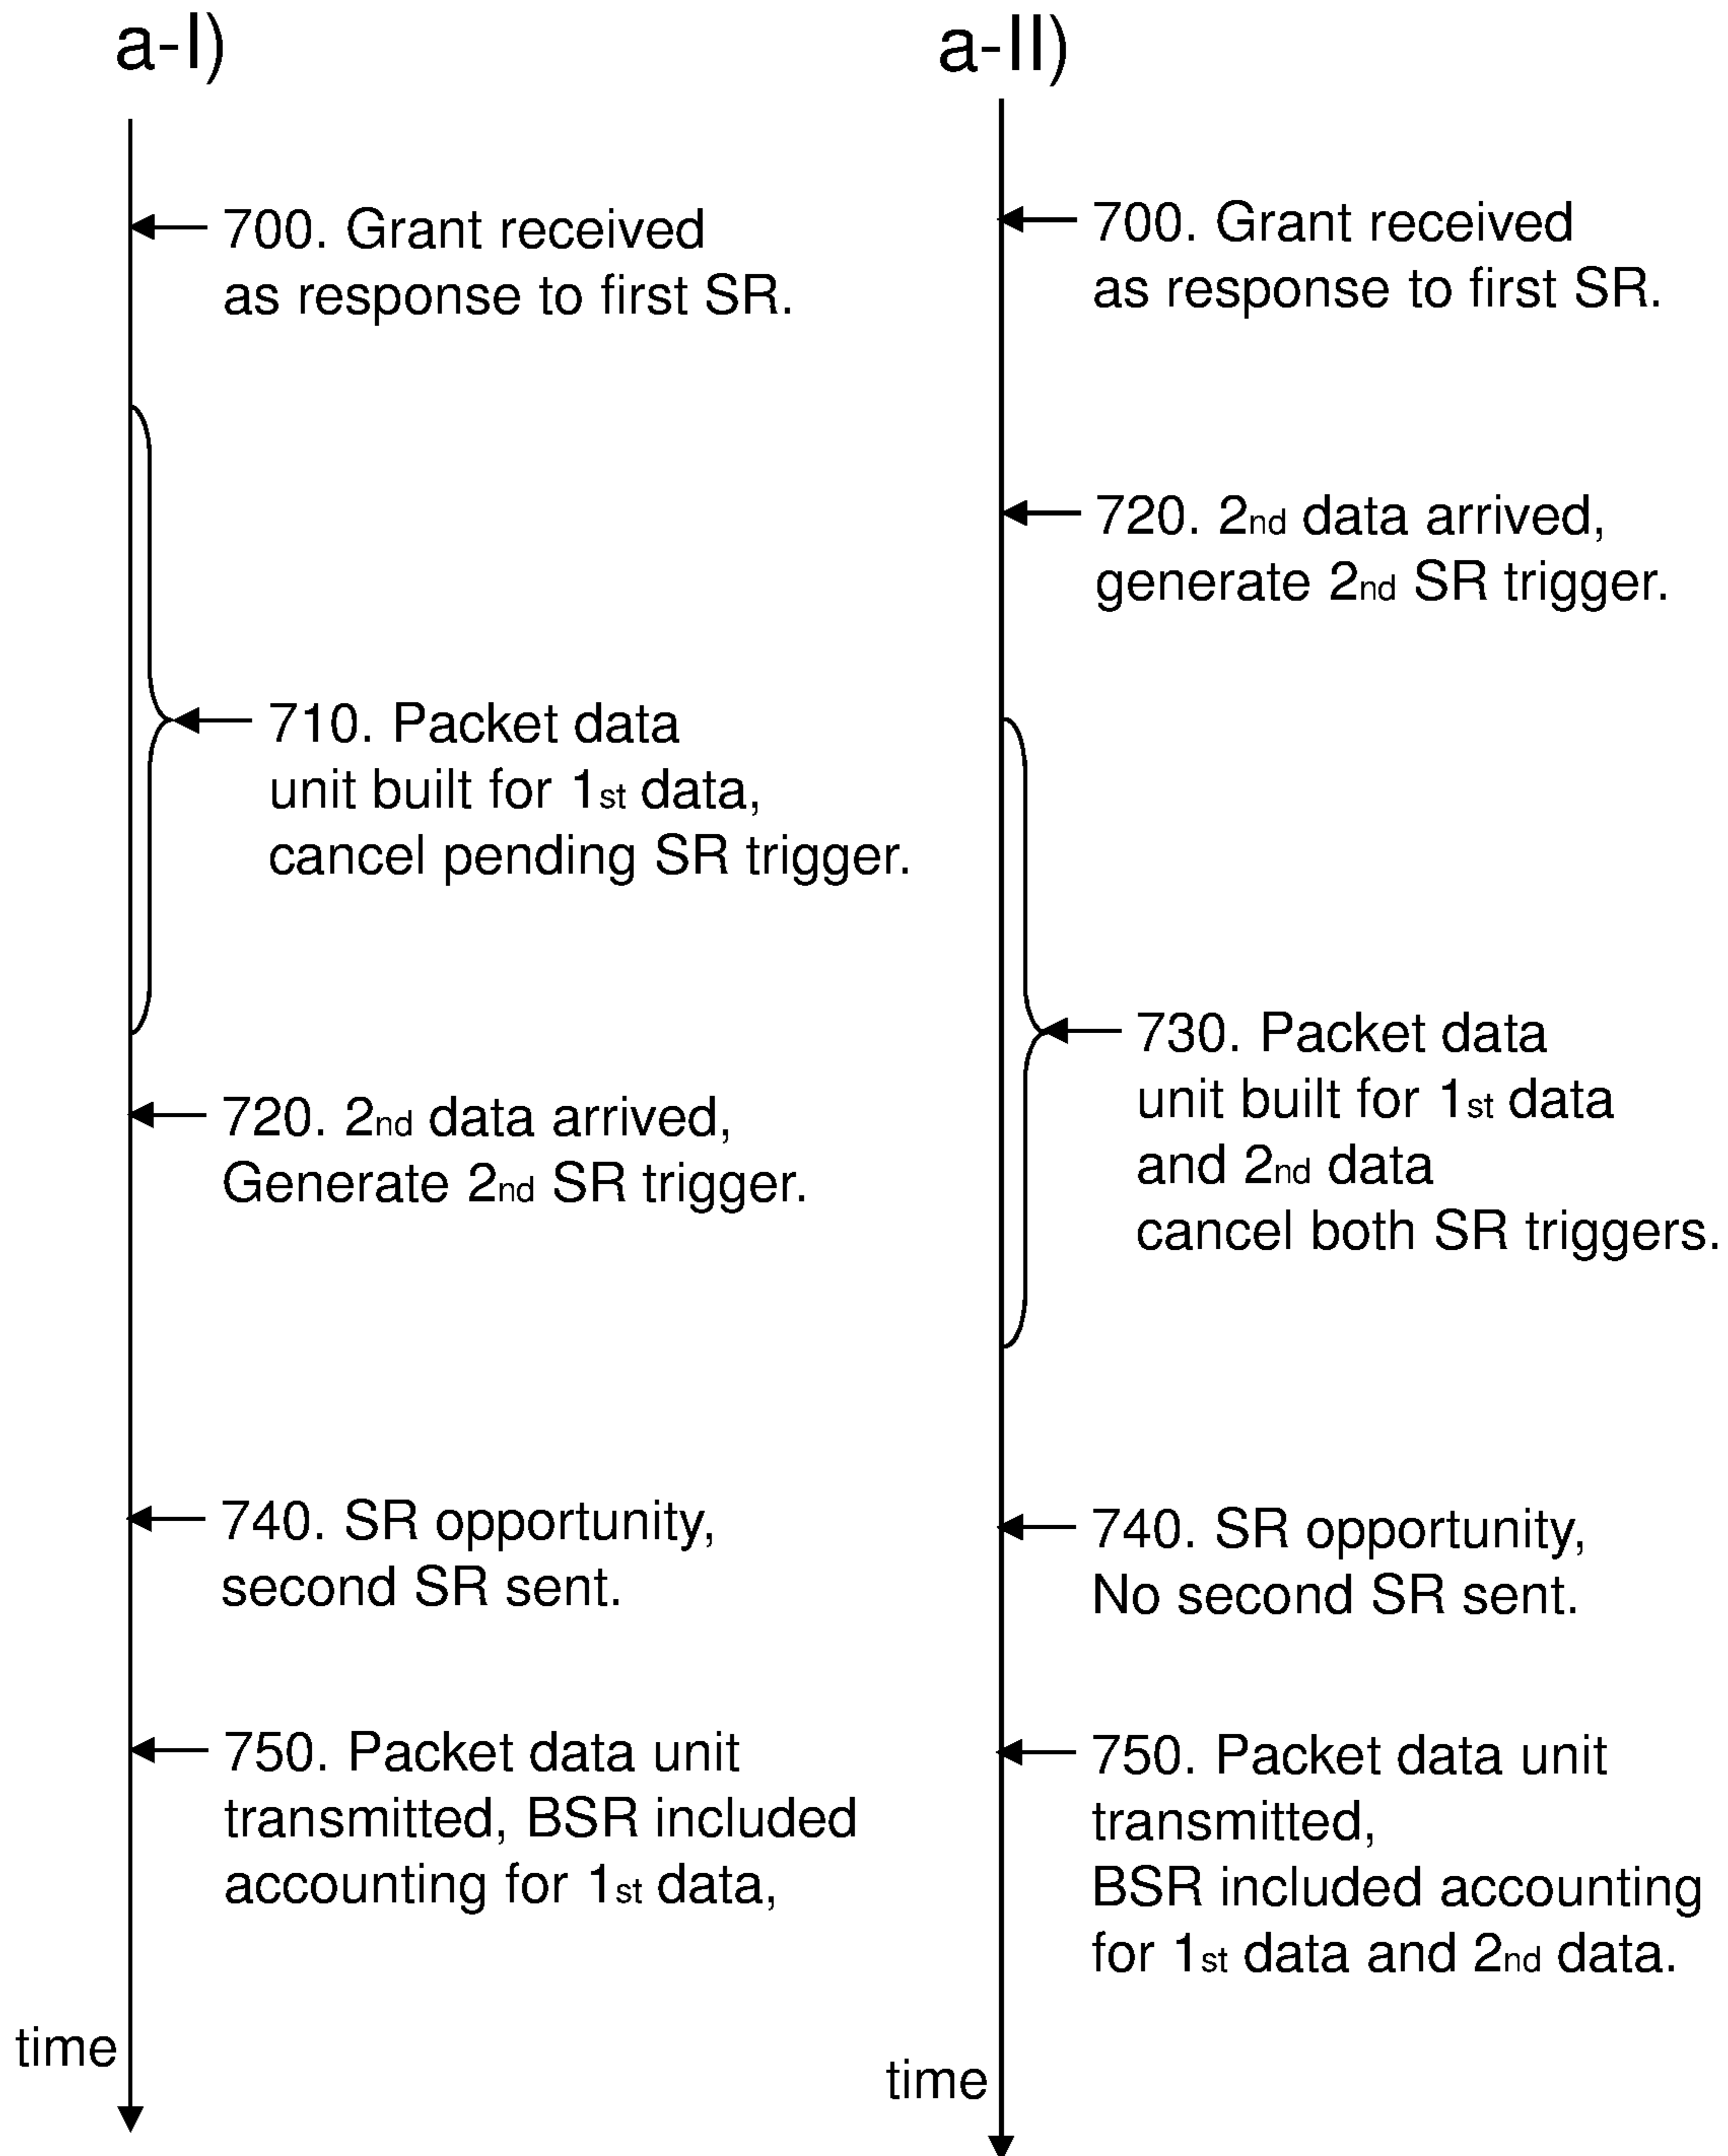 a-I)
700. Grant received
as response to first SR.
710. Packet data
unit built for 1st data,
cancel pending SR trigger.
720. 2nd data arrived,
Generate 2nd SR trigger.
740. SR opportunity,
second SR sent.
750. Packet data unit
transmitted, BSR included
accounting for 1st data,
time
a-II)
700. Grant received
as response to first SR.
720. 2nd data arrived,
generate 2nd SR trigger.
730. Packet data
unit built for 1st data
and 2nd data
cancel both SR triggers.
740. SR opportunity,
No second SR sent.
750. Packet data unit
transmitted,
BSR included accounting
for 1st data and 2nd data.
time